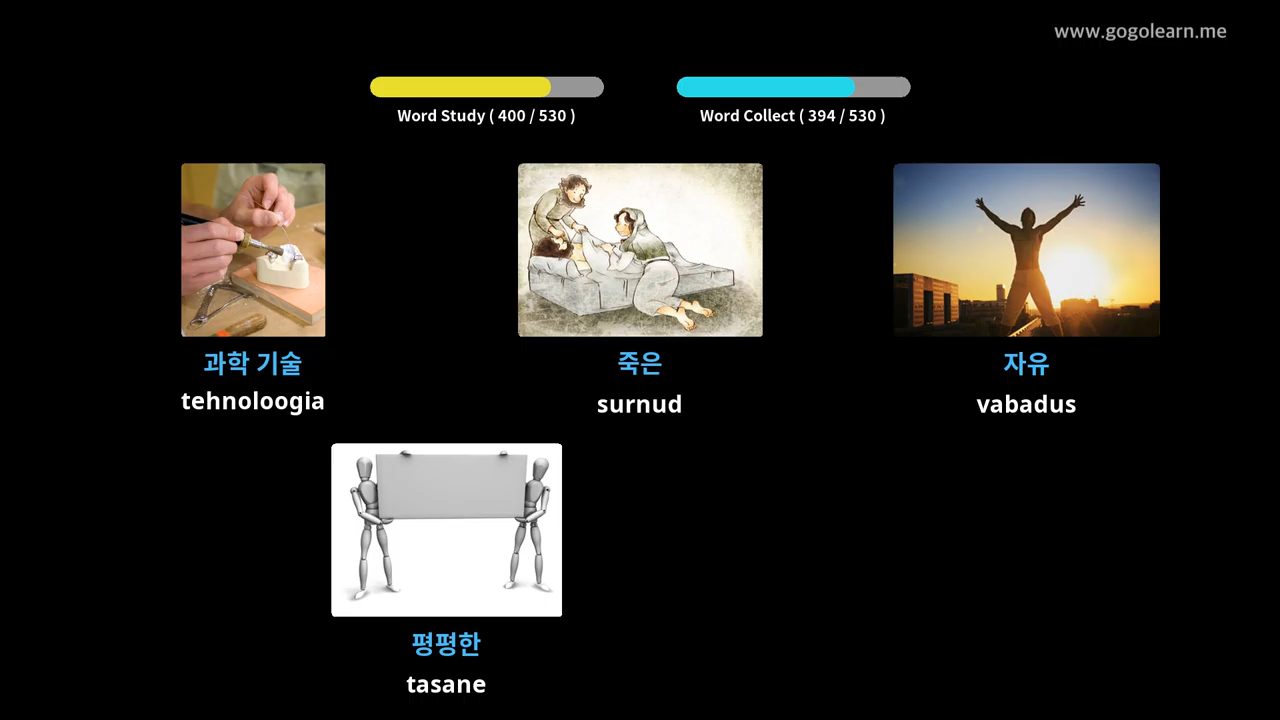 www.gogolearn.me
Word Study ( 400 / 530 )
Word Collect ( 394 / 530 )
과학 기술
tehnoloogia
죽은
surnud
자유
vabadus
평평한
tasane